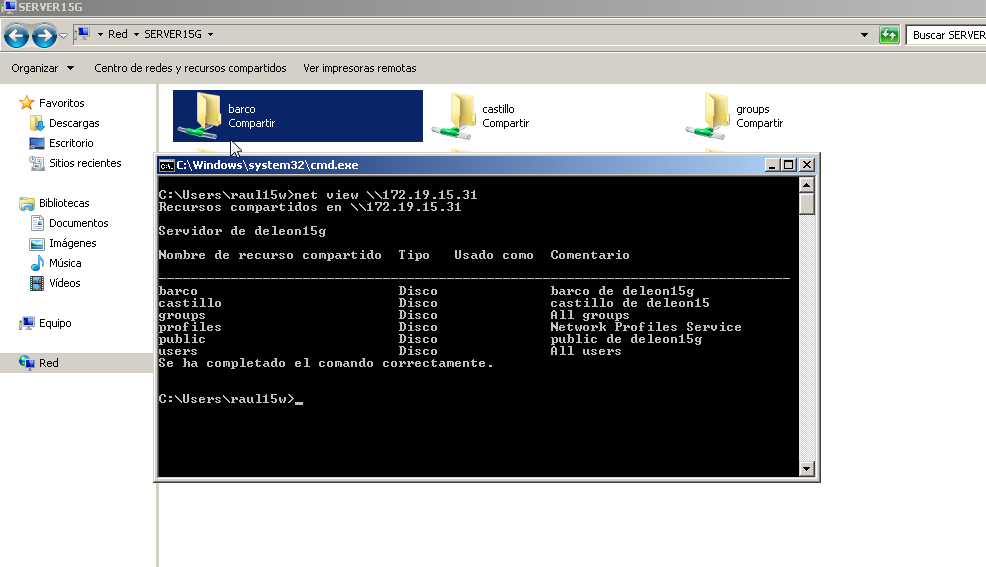 SERVER15G
Red SERVER15G Buscar SERVER
Organizar Centro de redes y recursos compartidos Ver impresoras remotas
Favoritos
Descargas
Escritorio
Sitios recientes
Bibliotecas
Documentos
Imágenes
Música
Vídeos
Equipo
Red
barco
Compartir
castillo
Compartir
groups
Compartir
C:\Windows\system32\cmd.exe
C:\Users\raul15w>net view \\172.19.15.31
Recursos compartidos en \\172.19.15.31
Servidor de deleon15g
Nombre de recurso compartido Tipo Usado como Comentario
barco Disco barco de deleon15g
castillo Disco castillo de deleon15
groups Disco All groups
profiles Disco Network Profiles Service
public Disco public de deleon15g
users Disco All users
Se ha completado el comando correctamente.
C:\Users\raul15w>_